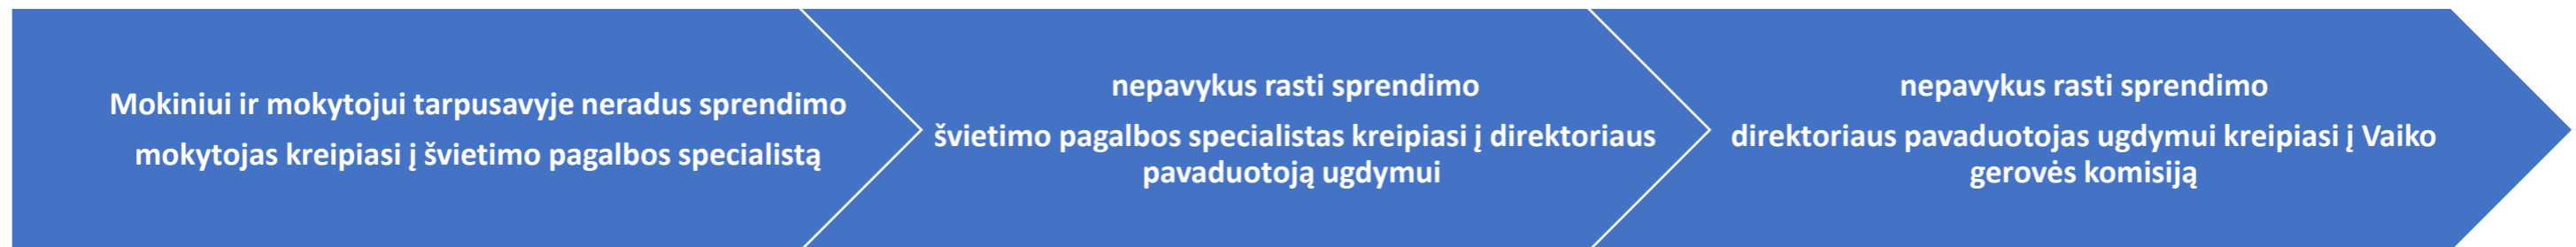 Mokiniui ir mokytojui tarpusavyje neradus sprendimo
mokytojas kreipiasi į švietimo pagalbos specialistą
nepavykus rasti sprendimo
švietimo pagalbos specialistas kreipiasi į direktoriaus
pavaduotoją ugdymui
nepavykus rasti sprendimo
direktoriaus pavaduotojas ugdymui kreipiasi į Vaiko
gerovės komisiją